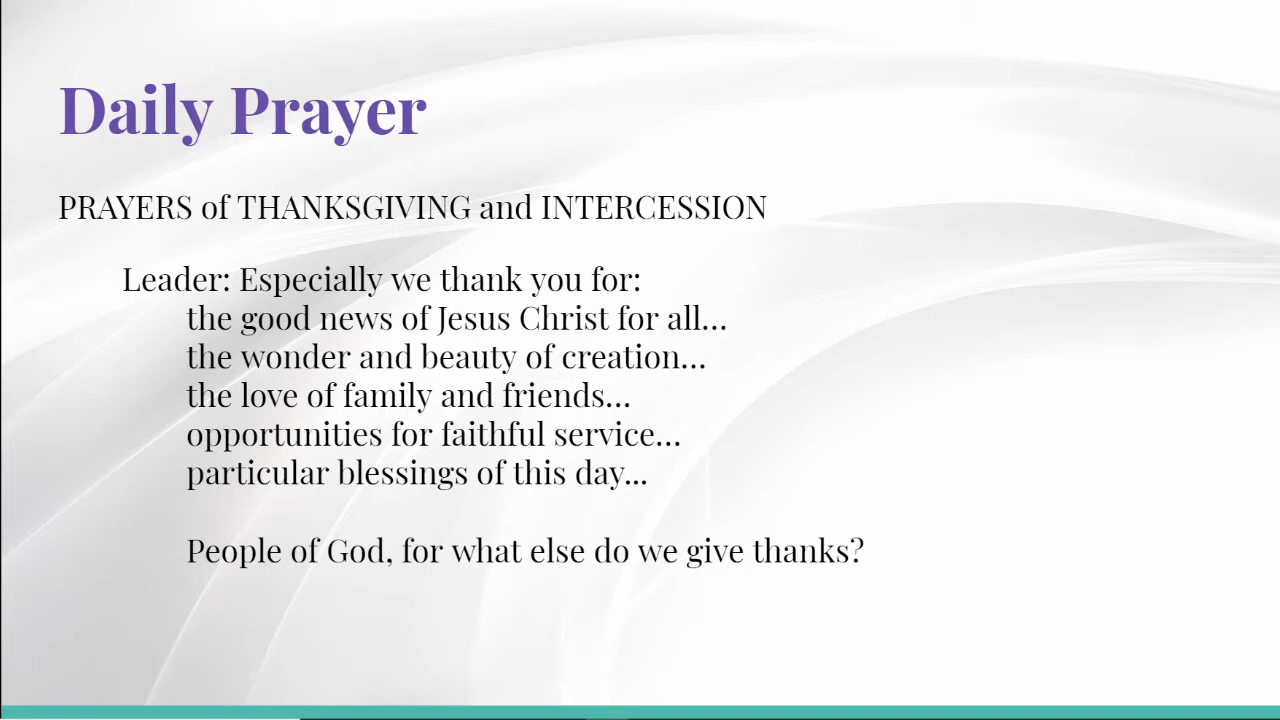 Daily Prayer
PRAYERS of THANKSGIVING and INTERCESSION
Leader: Especially we thank you for:
the good news of Jesus Christ for all...
the wonder and beauty of creation...
the love of family and friends...
opportunities for faithful service...
particular blessings of this day...
People of God, for what else do we give thanks?